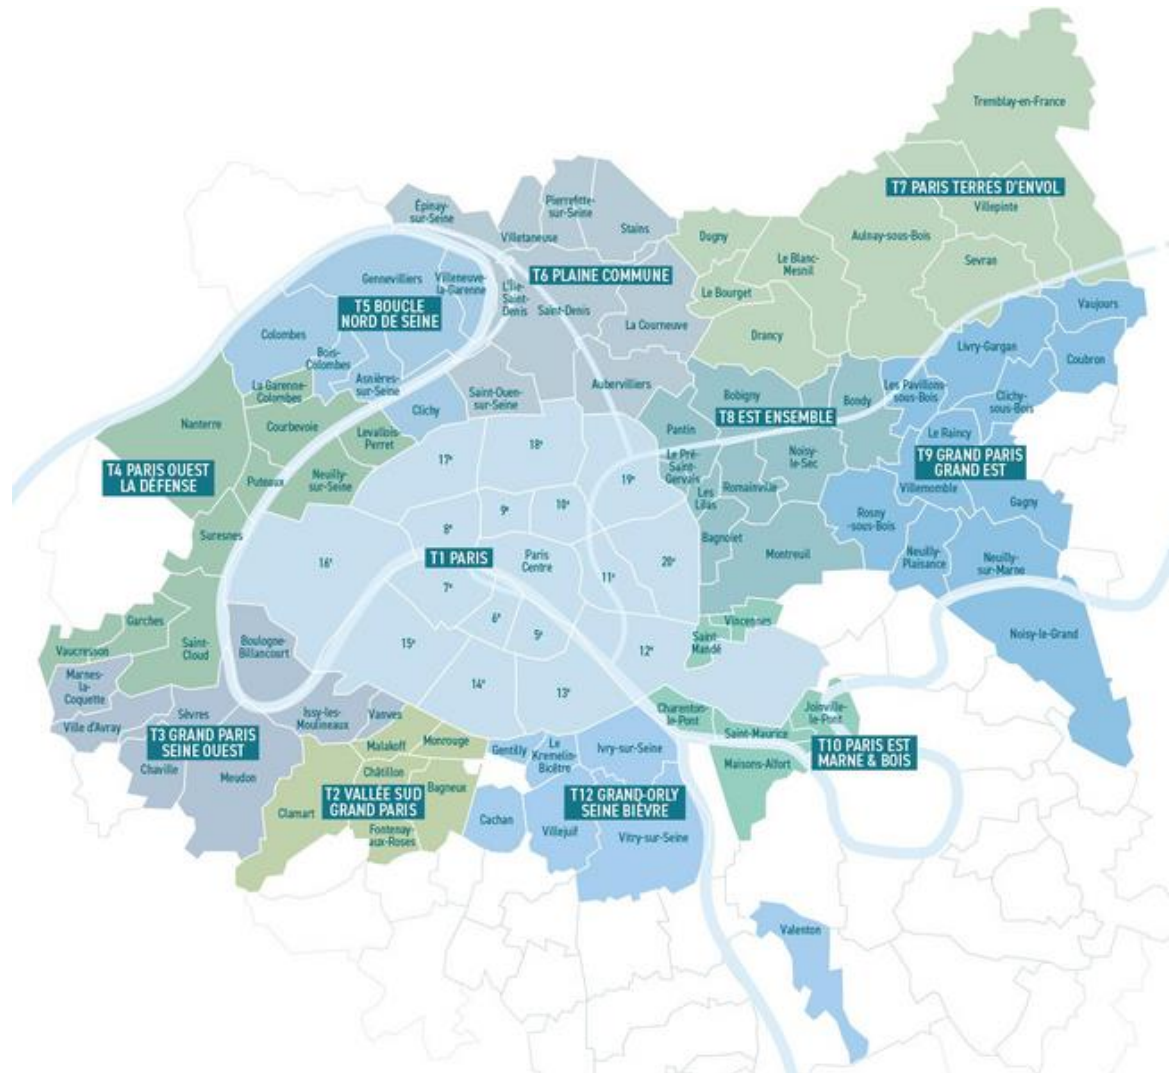 Tremblay-en-France
T7 PARIS TERRES D'ENVOL
Villepinte
Épinay-
sur-Seine
Pierrefitte-
sur-Seine
Villetaneuse
Stains
Dugny
Aulnay-sous-Bois
Le Blanc-
Mesnil
Sevran
Le Bourget
Drancy
T6 PLAINE COMMUNE
L'Île-
Saint-
Denis
Saint-Denis
La Courneuve
Aubervilliers
Saint-Ouen-
sur-Seine
Gennevilliers
Villeneuve-
la-Garenne
T5 BOUCLE
NORD DE SEINE
Colombes
Bois-
Colombes
Asnières-
sur-Seine
Clichy
La Garenne-
Colombes
Nanterre
Courbevoie
Levallois-
Perret
T4 PARIS OUEST
LA DÉFENSE
Puteaux
Neuilly-
sur-Seine
Suresnes
Garches
Vaucresson
Saint-
Cloud
Vaujours
Livry-Gargan
Coubron
Les Pavillons-
sous-Bois
Clichy-
sous-Bois
Le Raincy
T9 GRAND PARIS
GRAND EST
Villemomble
Gagny
Rosny
-sous-Bois
Neuilly-
Plaisance
Neuilly-
sur-Marne
Noisy-le-Grand
Bobigny
T8 EST ENSEMBLE
Bondy
Pantin
Le Pré-
Saint-
Gervais
Noisy-
le-Sec
Les
Lilas
Romainville
Bagnolet
Montreuil
17e
18e
19e
8e
9e
10e
T1 PARIS
Paris
Centre
16e
7e
11e
20e
6e
5e
15e
12e
14e
13e
Vincennes
Saint
Mandé
Charenton-
le-Pont
Joinville-
le-Pont
Saint-Maurice
T10 PARIS EST
MARNE & BOIS
Maisons-Alfort
Boulogne-
Billancourt
Marnes-
la-
Coquette
Ville d'Avray
Sèvres
T3 GRAND PARIS
SEINE OUEST
Issy-les-
Moulineaux
Vanves
Chaville
Meudon
Malakoff
Monrouge
Châtillon
T2 VALLÉE SUD
GRAND PARIS
Bagneux
Clamart
Fontenay-
aux-Roses
Gentilly
Le
Kremelin-
Bicêtre
Ivry-sur-Seine
T12 GRAND-ORLY
SEINE BIÈVRE
Cachan
Villejuif
Vitry-sur-Seine
Valenton